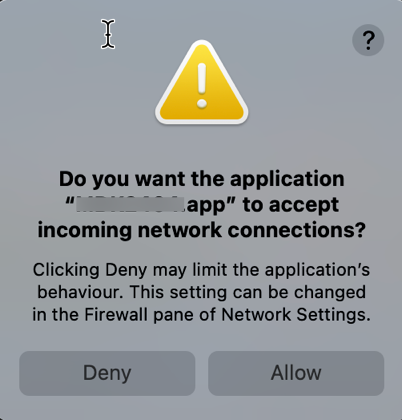 ?
Do you want the application
“ .app” to accept
incoming network connections?
Clicking Deny may limit the application’s
behaviour. This setting can be changed
in the Firewall pane of Network Settings.
Deny
Allow